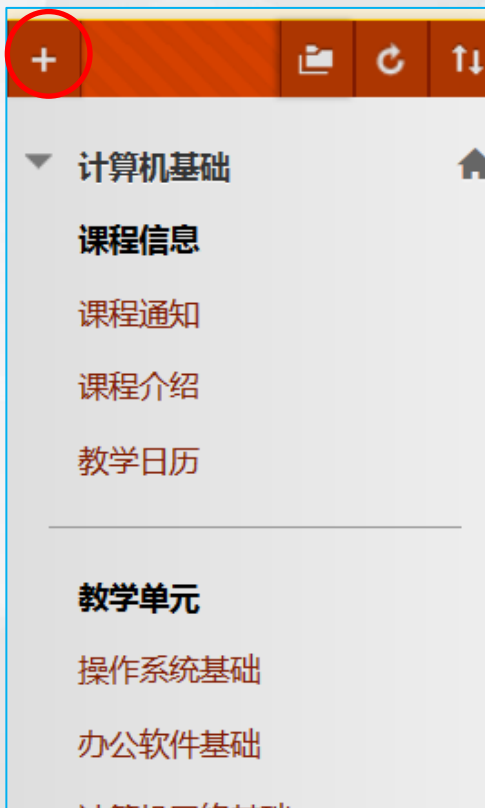 计算机基础
课程信息
课程通知
课程介绍
教学日历
教学单元
操作系统基础
办公软件基础